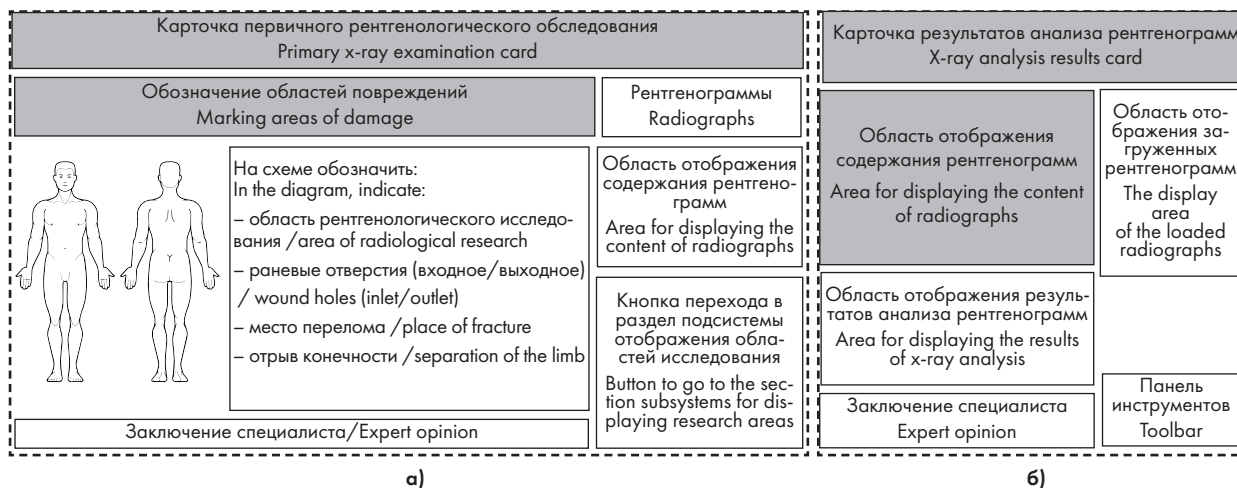 Карточка первичного рентгенологического обследования
Primary x-ray examination card
Обозначение областей повреждений
Marking areas of damage
Рентгенограммы
Radiographs
На схеме обозначить:
In the diagram, indicate:
– область рентгенологического исследо-
вания /area of radiological research
– раневые отверстия (входное/выходное)
/ wound holes (inlet/outlet)
– место перелома /place of fracture
– отрыв конечности /separation of the limb
Область отображения
содержания рентгено-
грамм
Area for displaying the
content of radiographs
Кнопка перехода в
раздел подсистемы
отображения обла-
стей исследования
Button to go to the sec-
tion subsystems for dis-
playing research areas
Заключение специалиста/Expert opinion
а)
Карточка результатов анализа рентгенограмм
X-ray analysis results card
Область отображения
содержания рентгенограмм
Area for displaying the content
of radiographs
Область ото-
бражения за-
груженных
рентгенограмм
The display
area
of the loaded
radiographs
Область отображения резуль-
татов анализа рентгенограмм
Area for displaying the results
of x-ray analysis
Заключение специалиста
Expert opinion
Панель
инструментов
Toolbar
б)